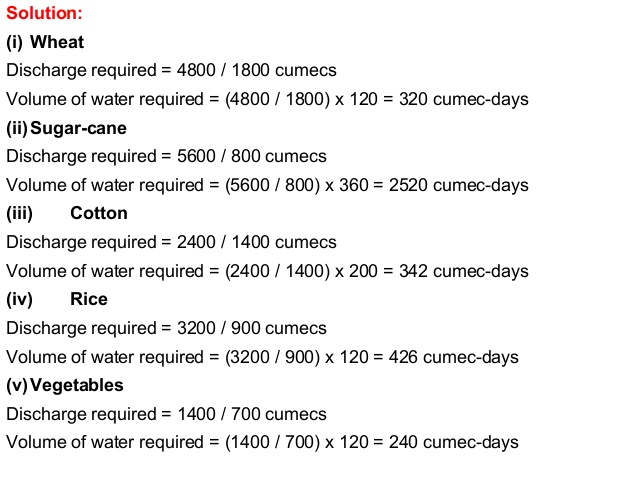 Solution:
(i) Wheat
Discharge required = 4800 / 1800 cumecs
Volume of water required = (4800 / 1800) x 120 = 320 cumec-days
(ii) Sugar-cane
Discharge required = 5600 / 800 cumecs
Volume of water required = (5600 / 800) x 360 = 2520 cumec-days
(iii) Cotton
Discharge required = 2400 / 1400 cumecs
Volume of water required = (2400 / 1400) x 200 = 342 cumec-days
(iv) Rice
Discharge required = 3200 / 900 cumecs
Volume of water required = (3200 / 900) x 120 = 426 cumec-days
(v) Vegetables
Discharge required = 1400 / 700 cumecs
Volume of water required = (1400 / 700) x 120 = 240 cumec-days